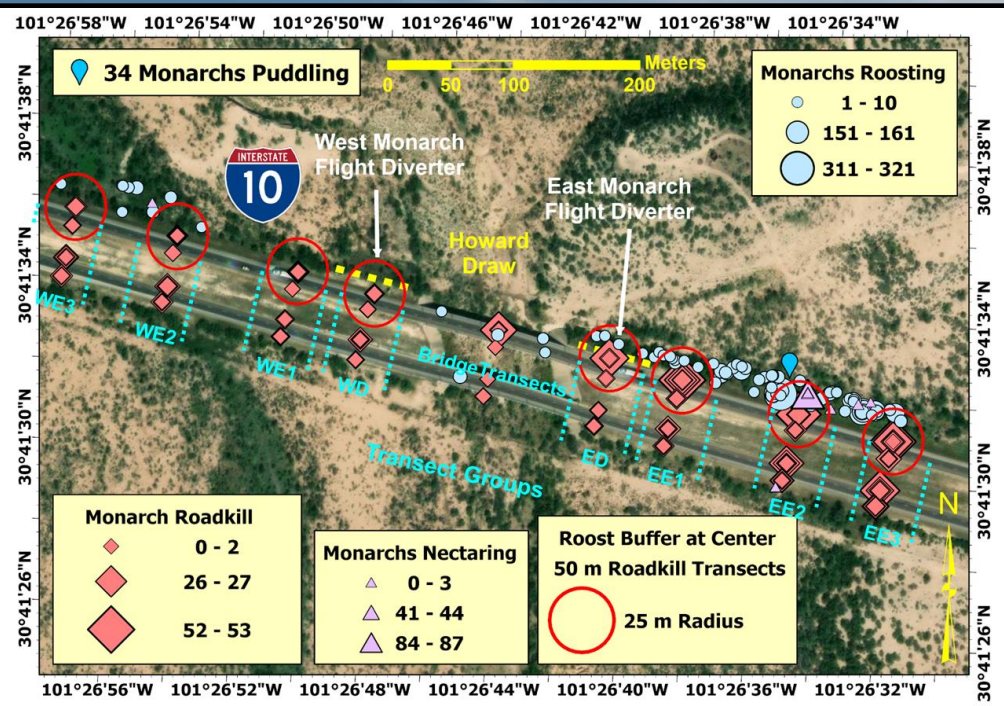 101°26'58"W 101°26'54"W 101°26'50"W 101°26'46"W 101°26'42"W 101°26'38"W 101°26'34"W
34 Monarchs Puddling
Meters
0 50 100 200
Monarchs Roosting
1 - 10
151 - 161
311 - 321
30°41'38"N
30°41'38"N
West Monarch
Flight Diverter
INTERSTATE
10
East Monarch
Flight Diverter
Howard
Draw
30°41'34"N
30°41'34"N
WE3
WE2
WE1
WD
Bridge Transects
ED
EE1
EE2
EE3
Transect Groups
30°41'30"N
30°41'30"N
N
Monarch Roadkill
0 - 2
26 - 27
52 - 53
Monarchs Nectaring
0 - 3
41 - 44
84 - 87
Roost Buffer at Center
50 m Roadkill Transects
25 m Radius
30°41'26"N
30°41'26"N
101°26'56"W 101°26'52"W 101°26'48"W 101°26'44"W 101°26'40"W 101°26'36"W 101°26'32"W